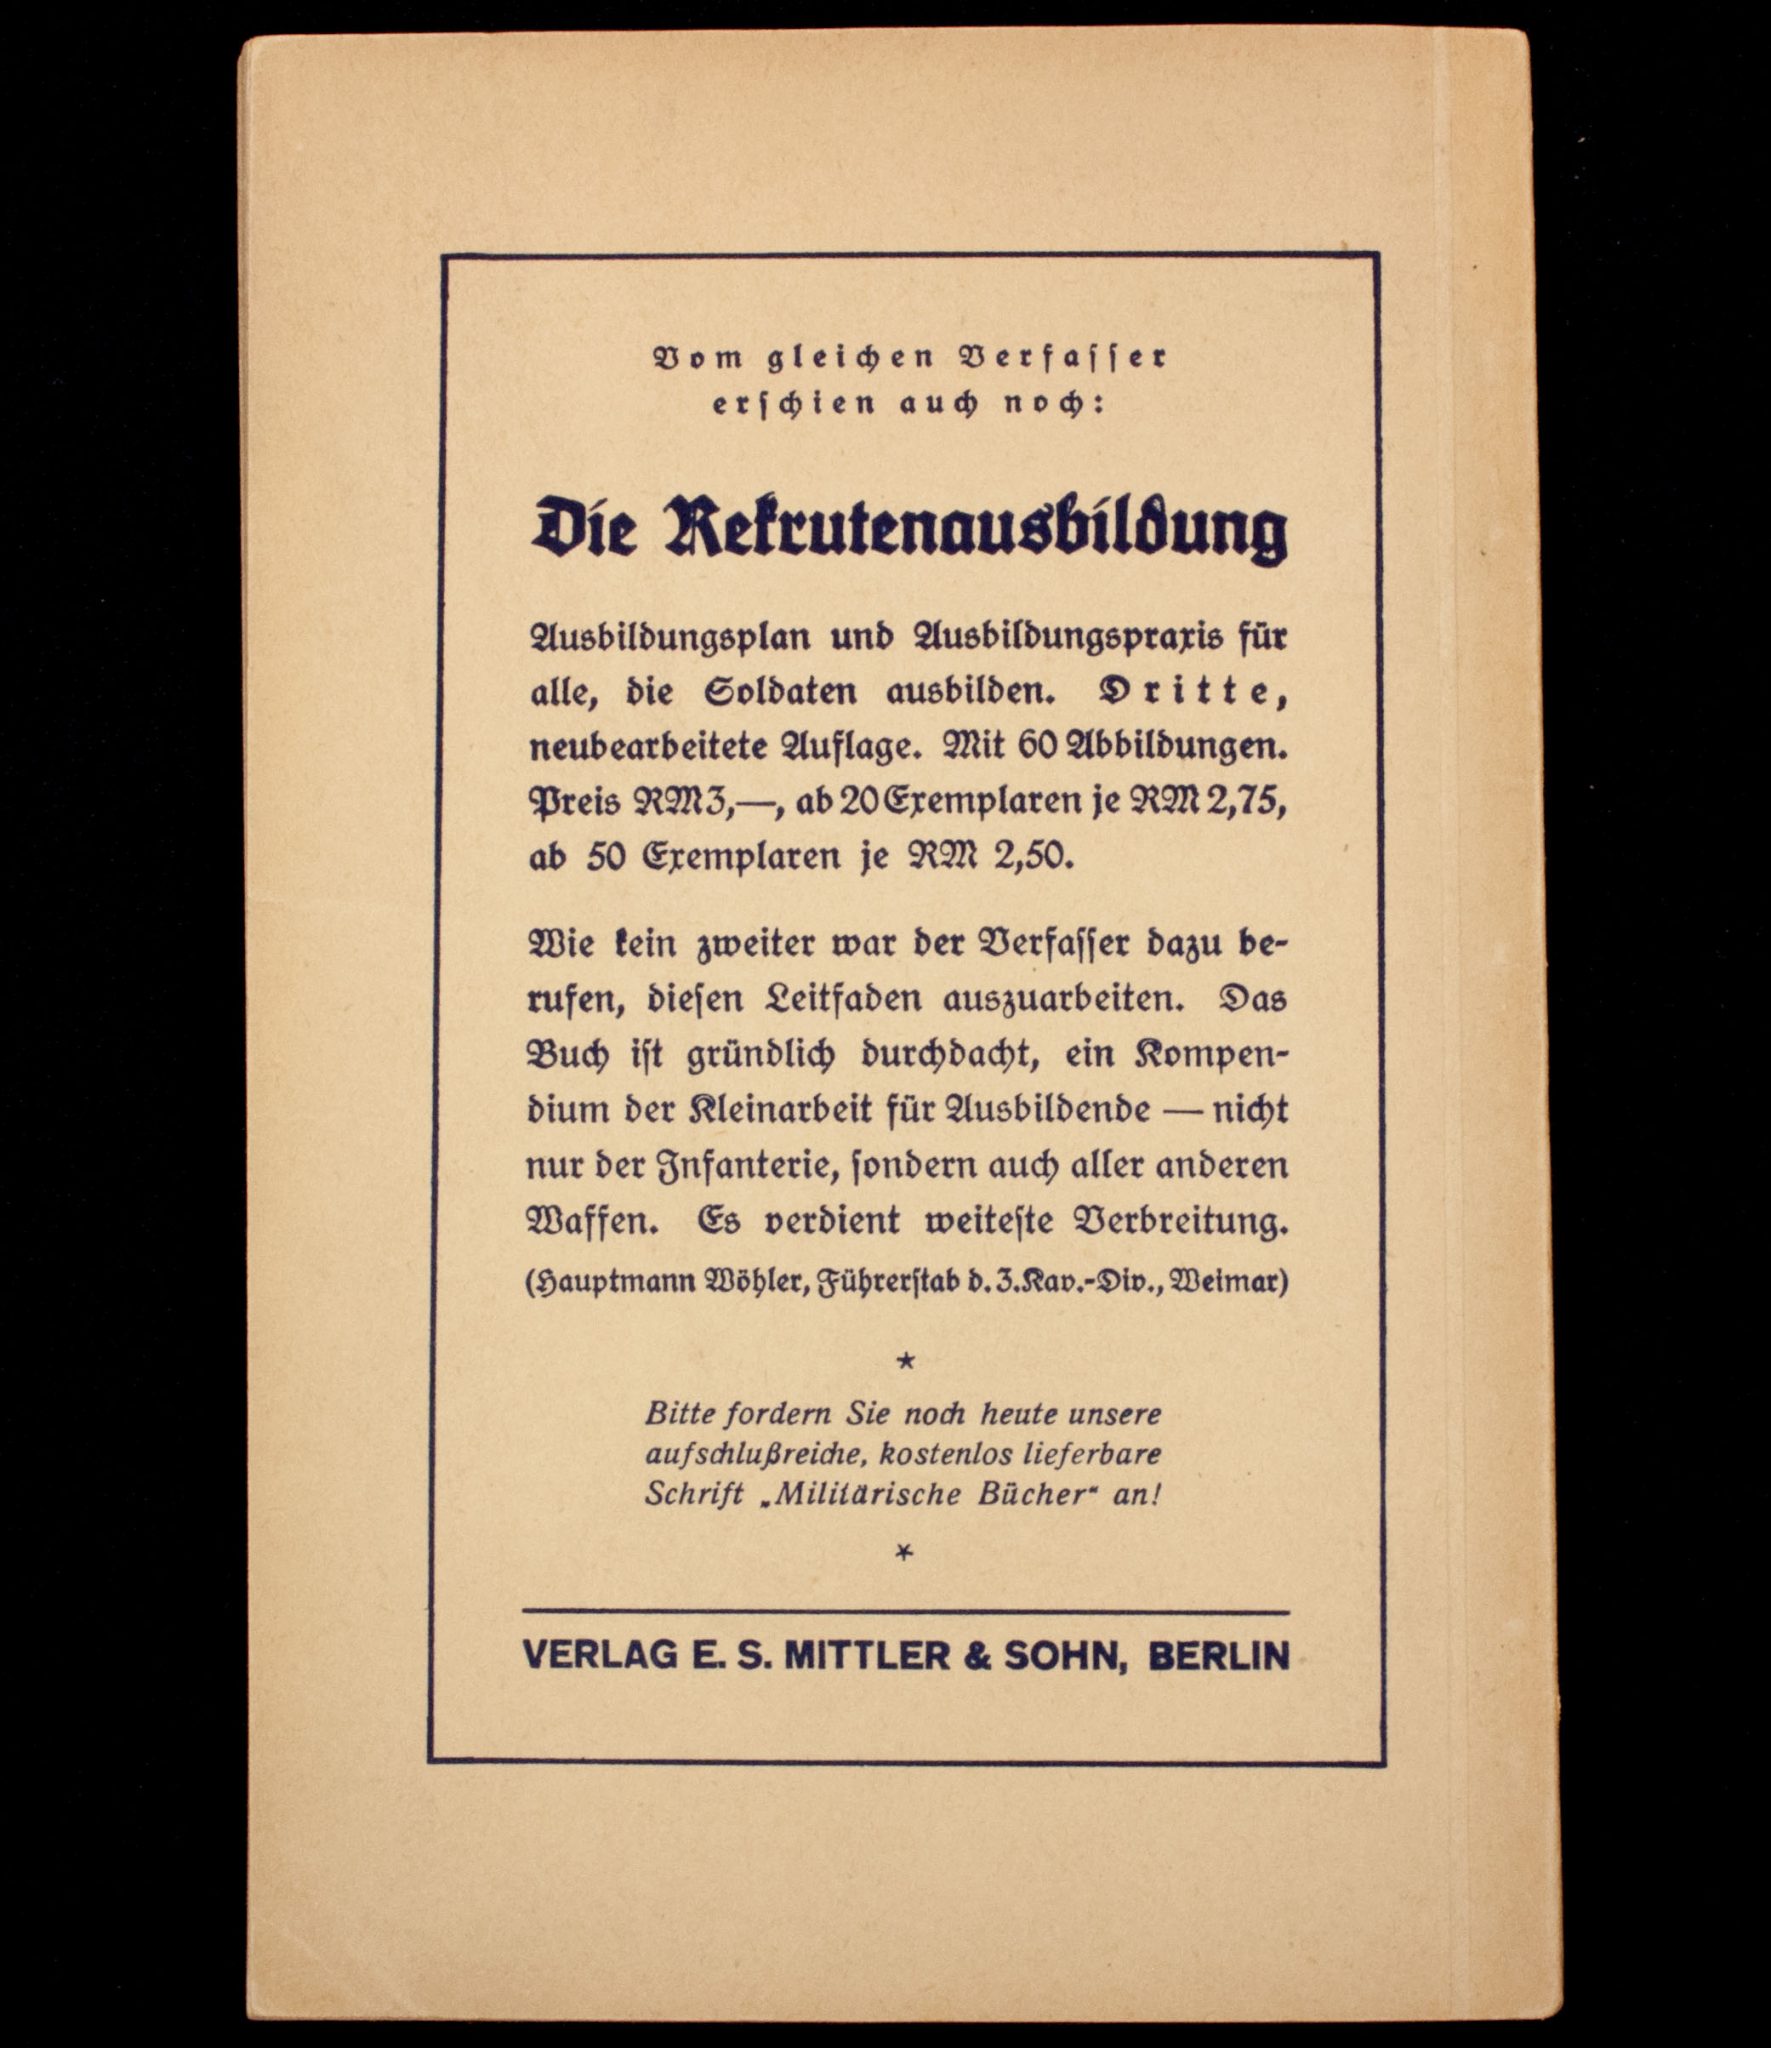 Vom gleichen Verfasser
erschien auch noch:
Die Rekrutenausbildung
Ausbildungsplan und Ausbildungspraxis für
alle, die Soldaten ausbilden. Dritte,
neubearbeitete Auflage. Mit 60 Abbildungen.
Preis RM 3,—, ab 20 Exemplaren je RM 2,75,
ab 50 Exemplaren je RM 2,50.
Wie kein zweiter war der Verfasser dazu be-
rufen, diesen Leitfaden auszuarbeiten. Das
Buch ist gründlich durchdacht, ein Kompen-
dium der Kleinarbeit für Ausbildende — nicht
nur der Infanterie, sondern auch aller anderen
Waffen. Es verdient weiteste Verbreitung.
(Hauptmann Wöhler, Führerstab d. 3. Kav.-Div., Weimar)
*
Bitte fordern Sie noch heute unsere
aufschlußreiche, kostenlos lieferbare
Schrift „Militärische Bücher“ an!
*
VERLAG E. S. MITTLER & SOHN, BERLIN